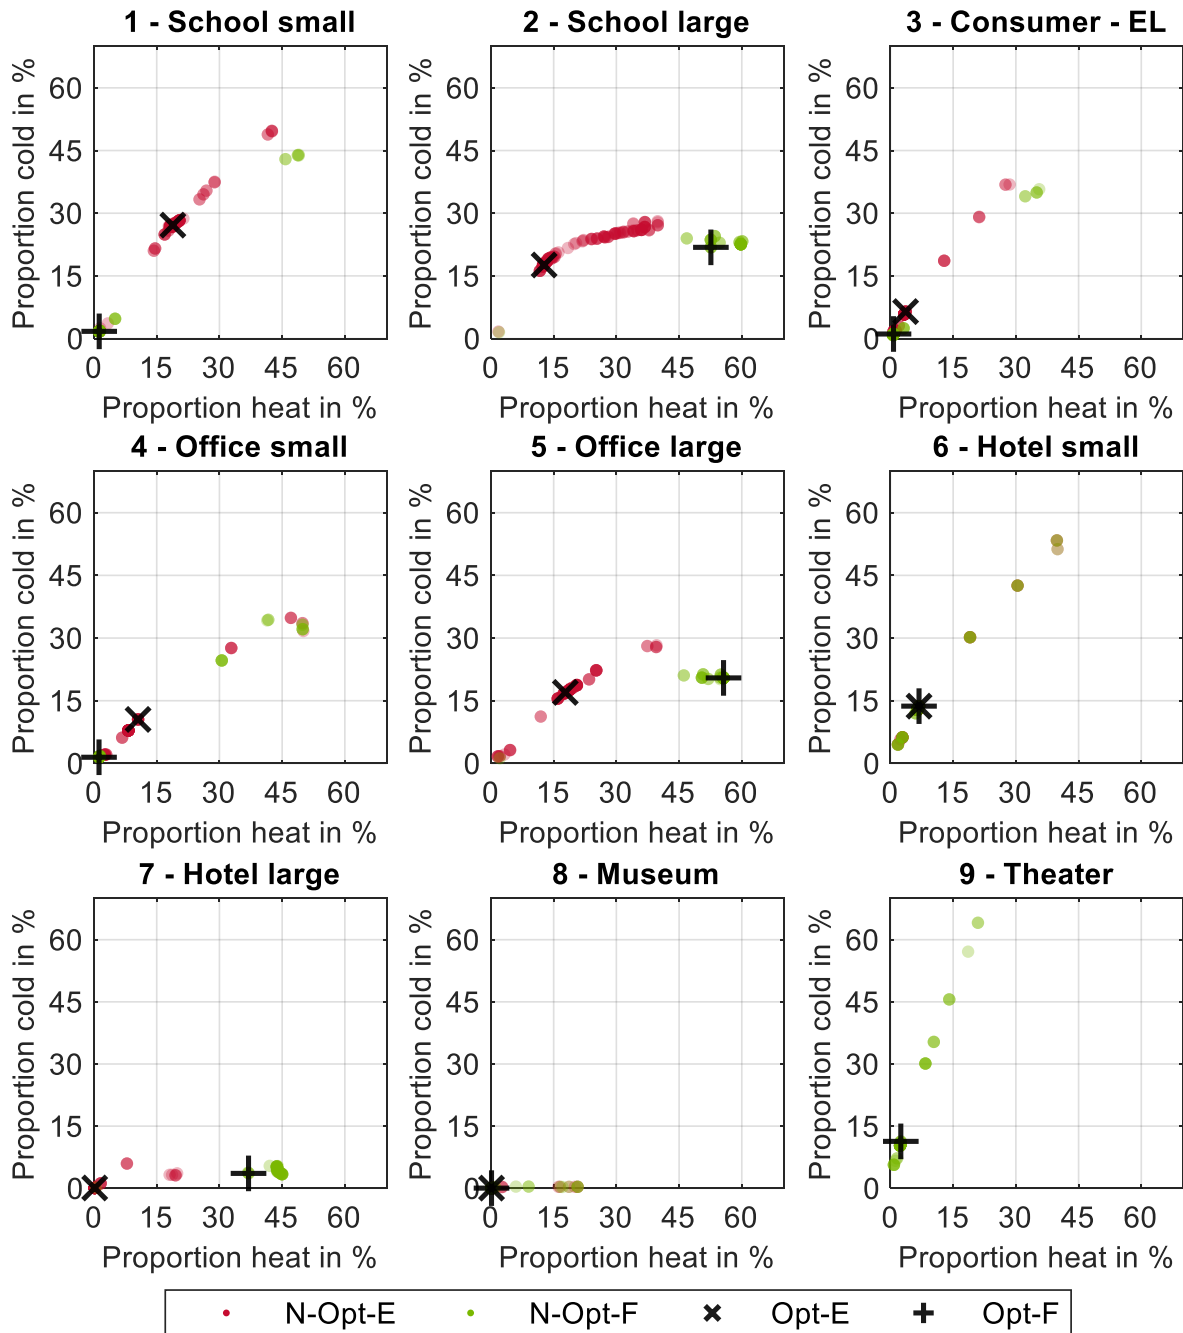 1 - School small
2 - School large
3 - Consumer - EL
Proportion cold in %
60
45
30
15
0
0 15 30 45 60
Proportion heat in %
Proportion cold in %
60
45
30
15
0
0 15 30 45 60
Proportion heat in %
Proportion cold in %
60
45
30
15
0
0 15 30 45 60
Proportion heat in %
4 - Office small
5 - Office large
6 - Hotel small
Proportion cold in %
60
45
30
15
0
0 15 30 45 60
Proportion heat in %
Proportion cold in %
60
45
30
15
0
0 15 30 45 60
Proportion heat in %
Proportion cold in %
60
45
30
15
0
0 15 30 45 60
Proportion heat in %
7 - Hotel large
8 - Museum
9 - Theater
Proportion cold in %
60
45
30
15
0
0 15 30 45 60
Proportion heat in %
Proportion cold in %
60
45
30
15
0
0 15 30 45 60
Proportion heat in %
Proportion cold in %
60
45
30
15
0
0 15 30 45 60
Proportion heat in %
N-Opt-E N-Opt-F Opt-E Opt-F